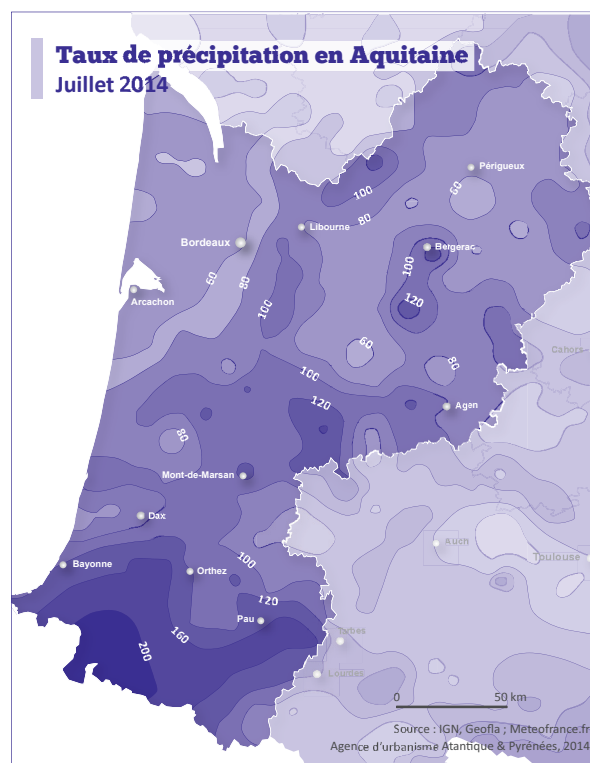 Taux de précipitation en Aquitaine
Juillet 2014
Périgueux
100
60
80
Libourne
Bordeaux
Bergerac
100
60
80
Arcachon
120
100
60
Cahors
80
100
120
Agen
80
Mont-de-Marsan
Dax
Auch
100
Toulouse
Bayonne
Orthez
120
Pau
Tarbes
160
200
Lourdes
0 50 km
Source : IGN, Geofla ; Meteofrance.fr
Agence d'urbanisme Atantique & Pyrénées, 2014